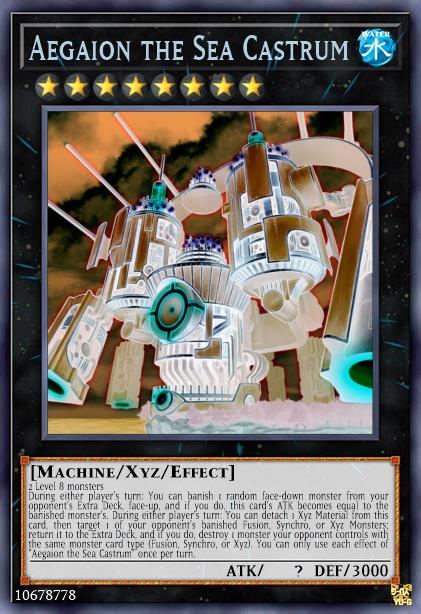 AEGAION THE SEA CASTRUM
WATER
水
[MACHINE/XYZ/EFFECT]
2 Level 8 monsters
During either player's turn: You can banish 1 random face-down monster from your
opponent's Extra Deck, face-up, and if you do, this card's ATK becomes equal to the
banished monster's. During either player's turn: You can detach 1 Xyz Material from this
card, then target 1 of your opponent's banished Fusion, Synchro, or Xyz Monsters;
return it to the Extra Deck, and if you do, destroy 1 monster your opponent controls with
the same monster card type (Fusion, Synchro, or Xyz). You can only use each effect of
"Aegaion the Sea Castrum" once per turn.
ATK/ ? DEF/3000
10678778